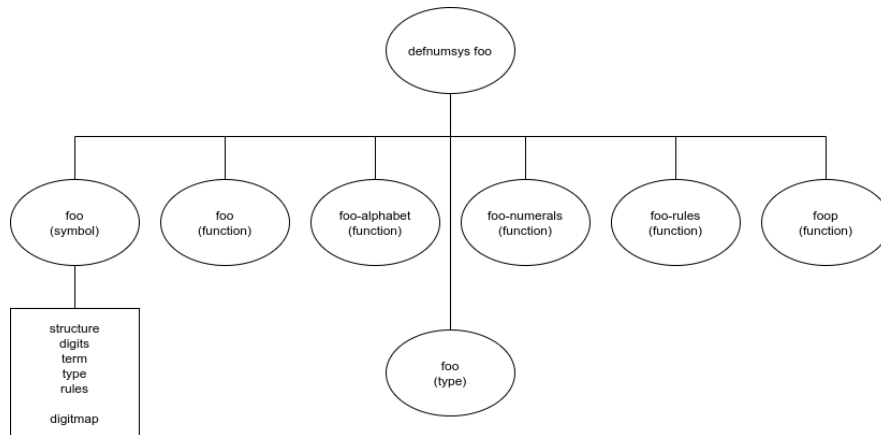 defnumsys foo
foo
(symbol)
foo
(function)
foo-alphabet
(function)
foo-numerals
(function)
foo-rules
(function)
foop
(function)
structure
digits
term
type
rules
digitmap
foo
(type)